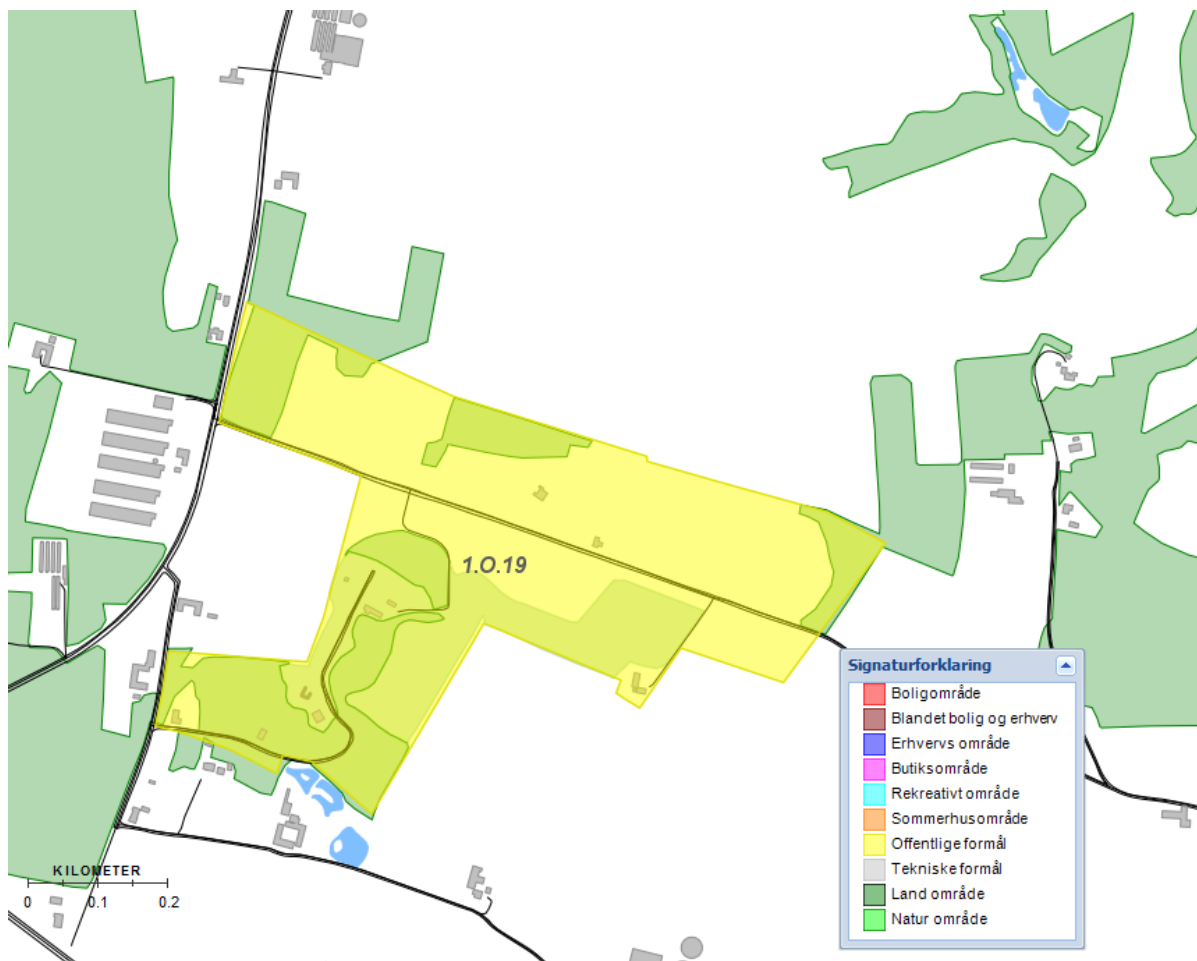 1.O.19
Signaturforklaring
Boligområde
Blandet bolig og erhverv
Erhvervs område
Butiksområde
Rekreativt område
Sommerhusområde
Offentlige formål
Tekniske formål
Land område
Natur område
KILOMETER
0 0.1 0.2